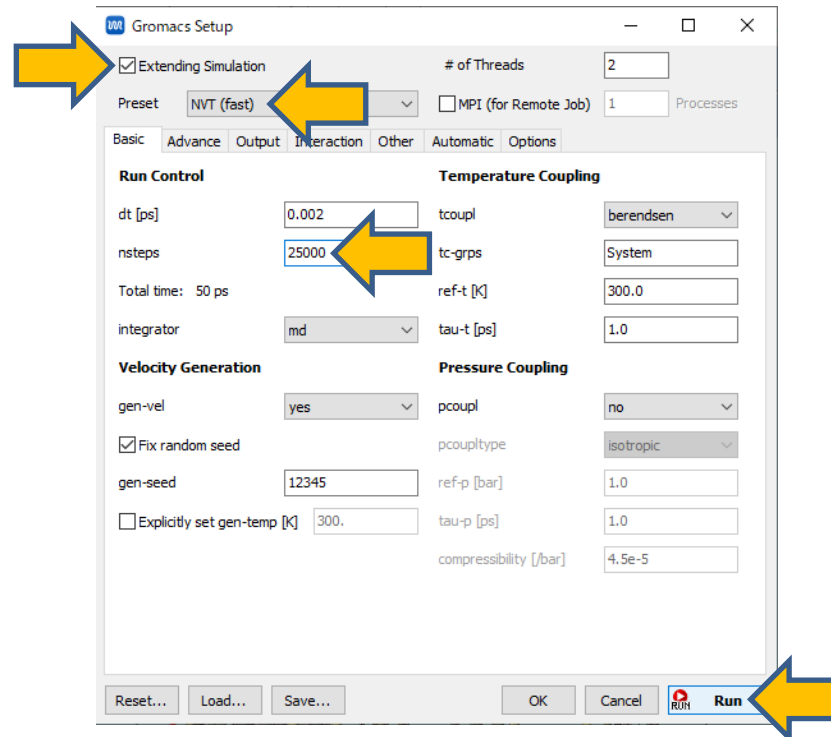 Gromacs Setup
Extending Simulation
# of Threads
2
Preset
NVT (fast)
MPI (for Remote Job)
1
Processes
Basic
Advance
Output
Interaction
Other
Automatic
Options
Run Control
dt [ps]
0.002
nsteps
25000
Total time: 50 ps
integrator
md
Velocity Generation
gen-vel
yes
Fix random seed
gen-seed
12345
Explicitly set gen-temp [K]
300.
Temperature Coupling
tcoupl
berendsen
tc-grps
System
ref-t [K]
300.0
tau-t [ps]
1.0
Pressure Coupling
pcoupl
no
pcoupltype
isotropic
ref-p [bar]
1.0
tau-p [ps]
1.0
compressibility [/bar]
4.5e-5
Reset...
Load...
Save...
OK
Cancel
RUN
Run